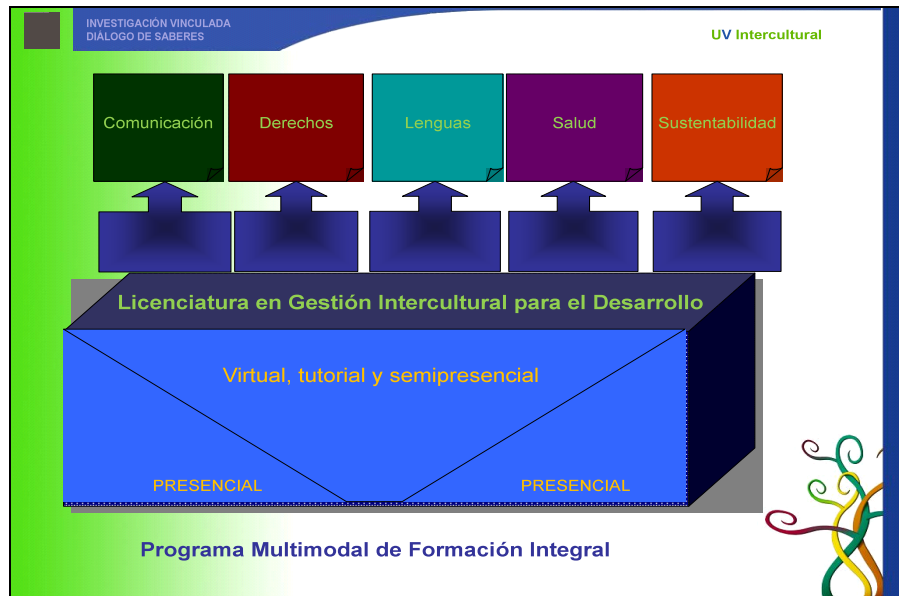 INVESTIGACIÓN VINCULADA
DIÁLOGO DE SABERES
UV Intercultural
Comunicación
Derechos
Lenguas
Salud
Sustentabilidad
Licenciatura en Gestión Intercultural para el Desarrollo
Virtual, tutorial y semipresencial
PRESENCIAL
PRESENCIAL
Programa Multimodal de Formación Integral